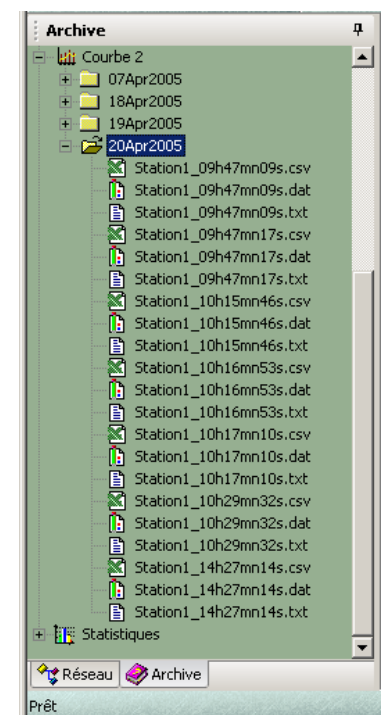 Archive
Courbe 2
07Apr2005
18Apr2005
19Apr2005
20Apr2005
Station1_09h47mn09s.csv
Station1_09h47mn09s.dat
Station1_09h47mn09s.txt
Station1_09h47mn17s.csv
Station1_09h47mn17s.dat
Station1_09h47mn17s.txt
Station1_10h15mn46s.csv
Station1_10h15mn46s.dat
Station1_10h15mn46s.txt
Station1_10h16mn53s.csv
Station1_10h16mn53s.dat
Station1_10h16mn53s.txt
Station1_10h17mn10s.csv
Station1_10h17mn10s.dat
Station1_10h17mn10s.txt
Station1_10h29mn32s.csv
Station1_10h29mn32s.dat
Station1_10h29mn32s.txt
Station1_14h27mn14s.csv
Station1_14h27mn14s.dat
Station1_14h27mn14s.txt
Statistiques
Réseau Archive
Prêt